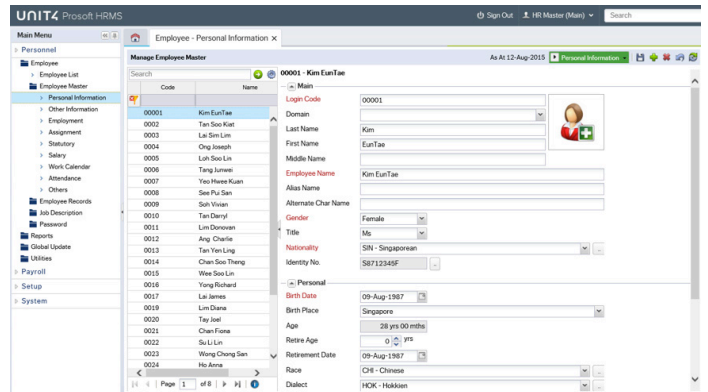 UNIT4 Prosoft HRMS
Sign Out
HR Master (Main)
Search
Main Menu
Employee - Personal Information ×
Personnel
Employee
Employee List
Employee Master
Personal Information
Other Information
Employment
Assignment
Statutory
Salary
Work Calendar
Attendance
Others
Employee Records
Job Description
Password
Reports
Global Update
Utilities
Payroll
Setup
System
Manage Employee Master
As At 12-Aug-2015
Personal Information
Search
Code Name
00001 Kim EunTae
0002 Tan Soo Kiat
0003 Lai Sim Lim
0004 Ong Joseph
0005 Loh Soo Lin
0006 Tang Junwei
0007 Yeo Hwee Kuan
0008 See Pui San
0009 Soh Vivian
0010 Tan Darryl
0011 Lim Donovan
0012 Ang Charlie
0013 Tan Yen Ling
0014 Chan Soo Theng
0015 Wee Soo Lin
0016 Yong Richard
0017 Lai James
0019 Lim Diana
0020 Tay Joel
0021 Chan Fiona
0022 Su Li Lin
0023 Wong Chong San
0024 Ho Anna
Page 1 of 8
00001 - Kim EunTae
Main
Login Code 00001
Domain
Last Name Kim
First Name EunTae
Middle Name
Employee Name Kim EunTae
Alias Name
Alternate Char Name
Gender Female
Title Ms
Nationality SIN - Singaporean
Identity No. S8712345F
Personal
Birth Date 09-Aug-1987
Birth Place Singapore
Age 28 yrs 00 mths
Retire Age 0 yrs
Retirement Date 09-Aug-1987
Race CHI - Chinese
Dialect HOK - Hokkien